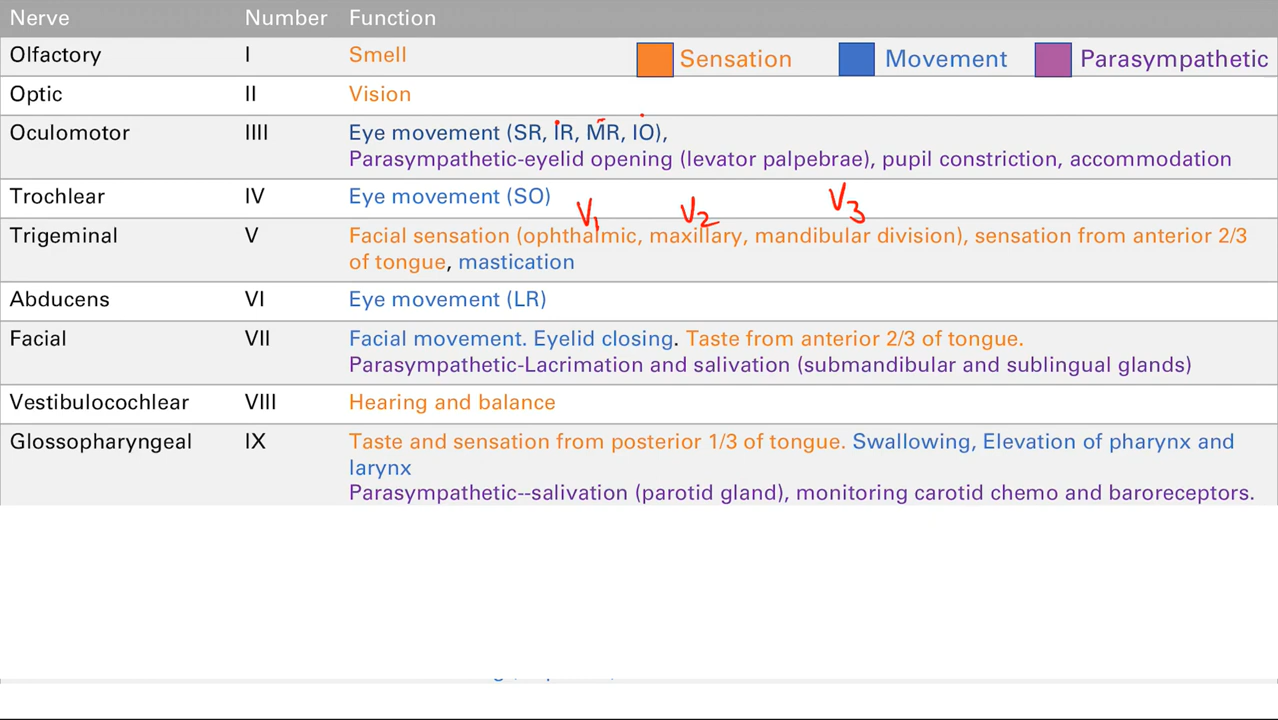 Nerve Number Function
Olfactory I Smell
Sensation Movement Parasympathetic
Optic II Vision
Oculomotor IIII Eye movement (SR, IR, MR, IO),
Parasympathetic-eyelid opening (levator palpebrae), pupil constriction, accommodation
Trochlear IV Eye movement (SO)
V1 V2 V3
Trigeminal V Facial sensation (ophthalmic, maxillary, mandibular division), sensation from anterior 2/3
of tongue, mastication
Abducens VI Eye movement (LR)
Facial VII Facial movement. Eyelid closing. Taste from anterior 2/3 of tongue.
Parasympathetic-Lacrimation and salivation (submandibular and sublingual glands)
Vestibulocochlear VIII Hearing and balance
Glossopharyngeal IX Taste and sensation from posterior 1/3 of tongue. Swallowing, Elevation of pharynx and
larynx
Parasympathetic--salivation (parotid gland), monitoring carotid chemo and baroreceptors.